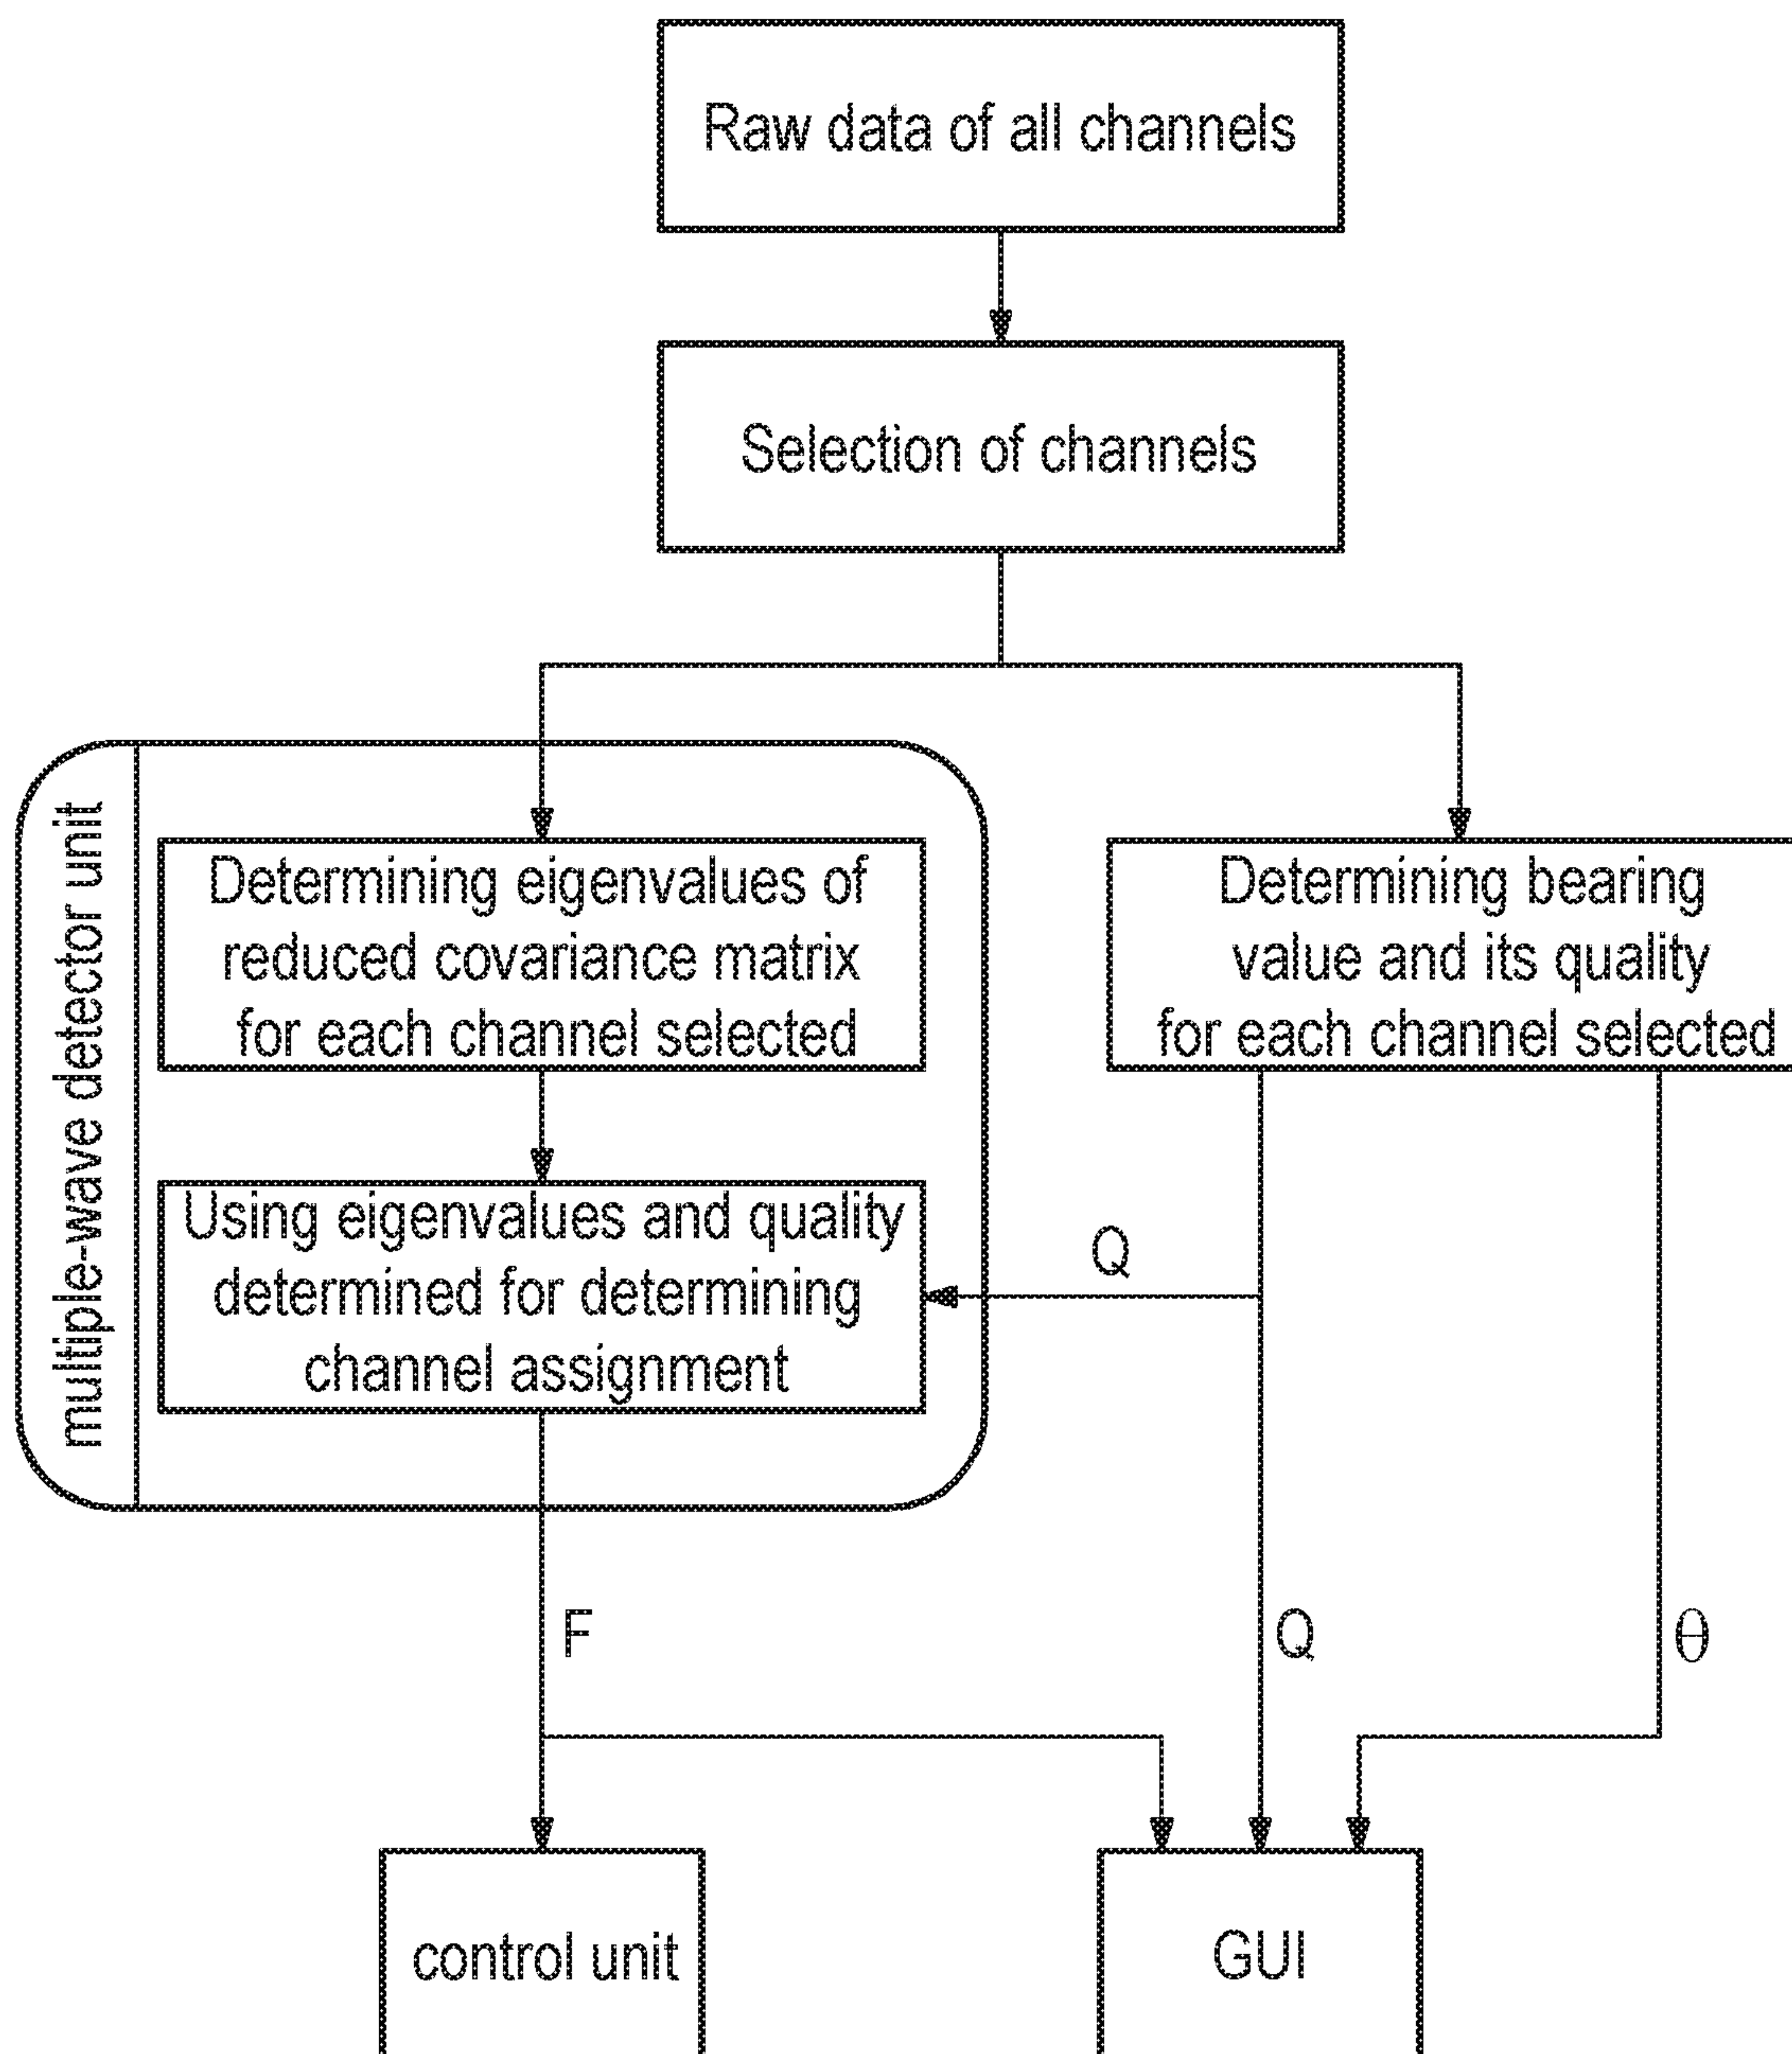 Raw data of all channels
Selection of channels
multiple-wave detector unit
Determining eigenvalues of
reduced covariance matrix
for each channel selected
Determining bearing
value and its quality
for each channel selected
Using eigenvalues and quality
determined for determining
channel assignment
Q
F
Q
θ
control unit
GUI